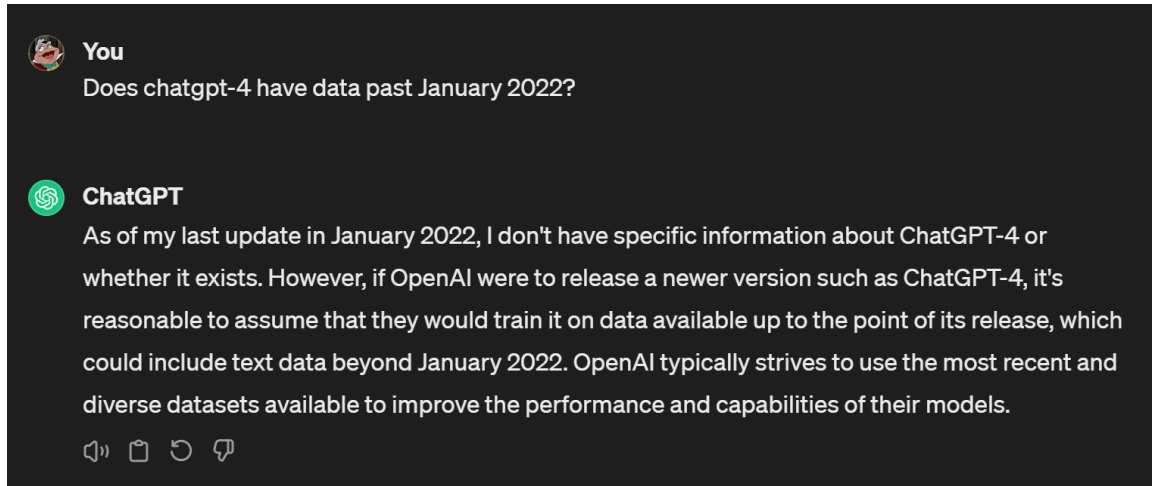 You
Does chatgpt-4 have data past January 2022?
ChatGPT
As of my last update in January 2022, I don't have specific information about ChatGPT-4 or
whether it exists. However, if OpenAI were to release a newer version such as ChatGPT-4, it's
reasonable to assume that they would train it on data available up to the point of its release, which
could include text data beyond January 2022. OpenAI typically strives to use the most recent and
diverse datasets available to improve the performance and capabilities of their models.